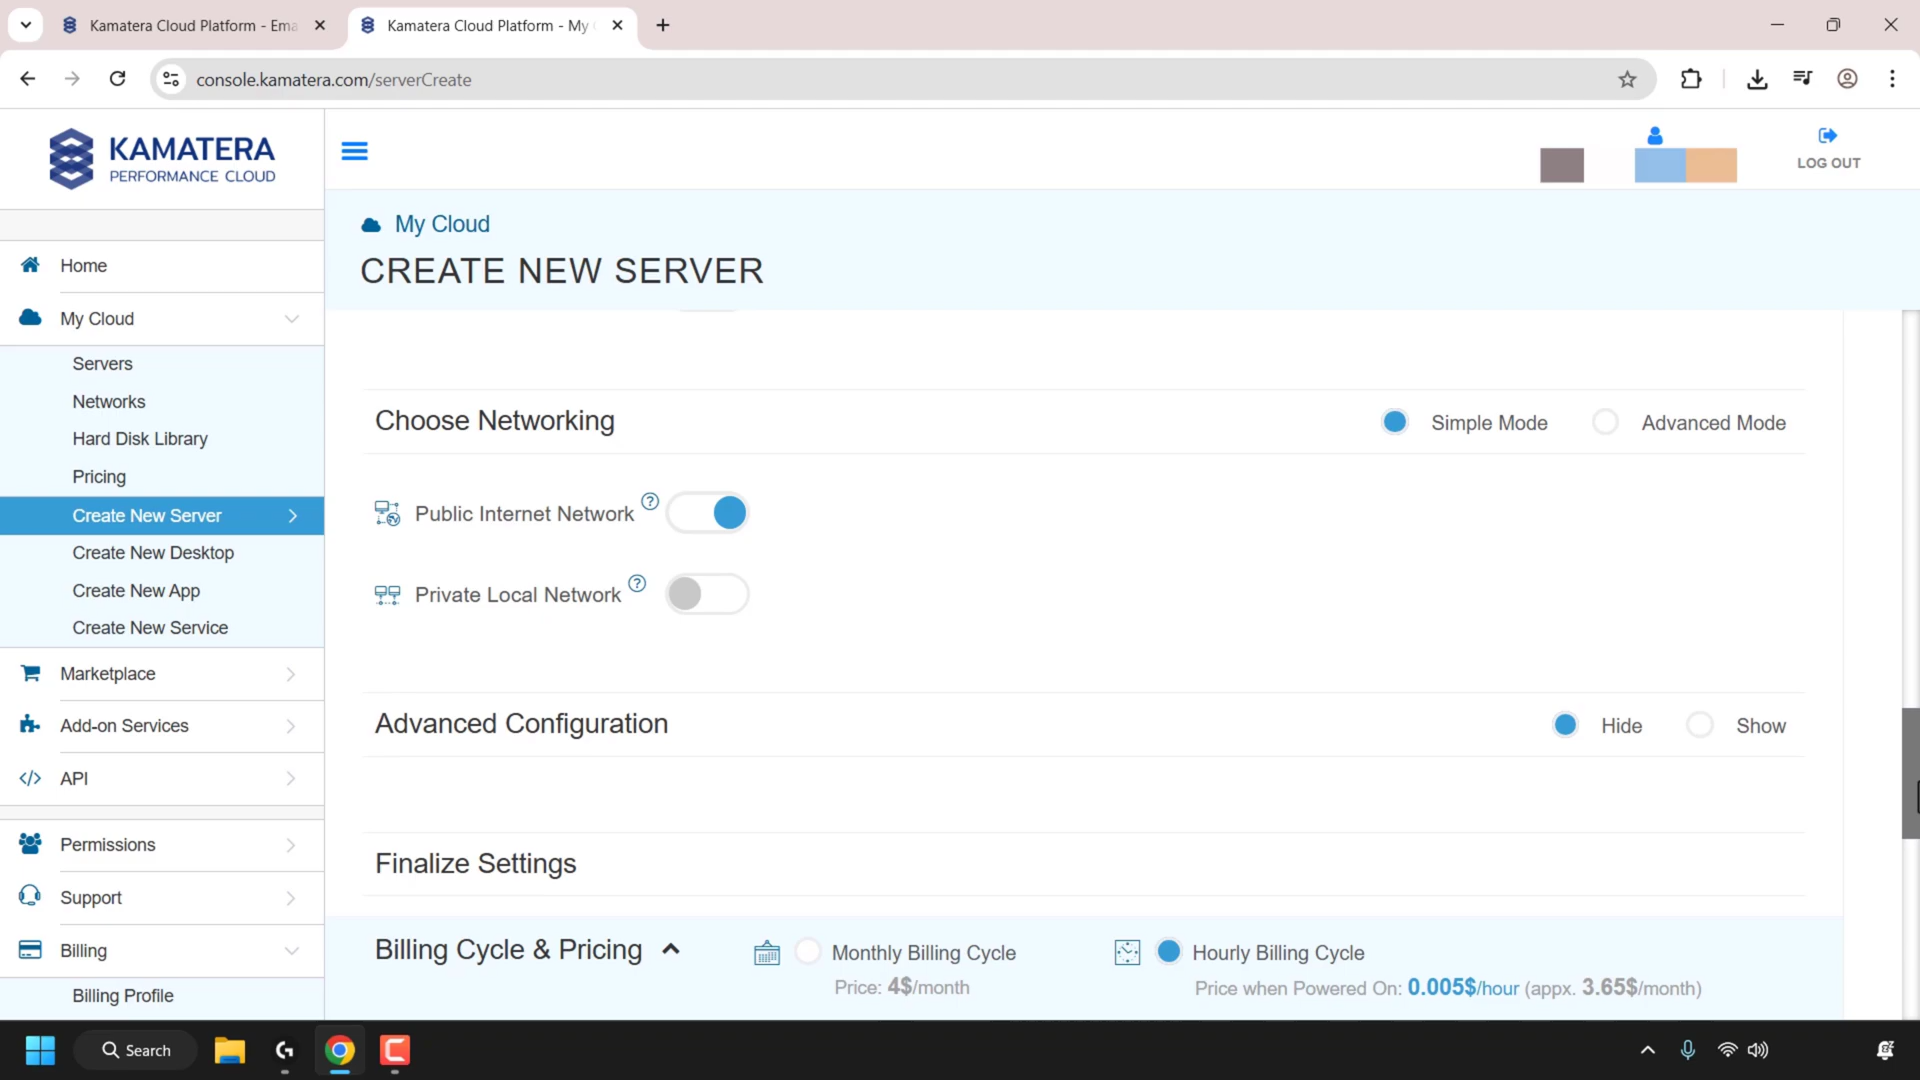 Kamatera Cloud Platform - Ema
Kamatera Cloud Platform - My
console.kamatera.com/serverCreate
KAMATERA
PERFORMANCE CLOUD
LOG OUT
My Cloud
CREATE NEW SERVER
Home
My Cloud
Servers
Networks
Hard Disk Library
Pricing
Create New Server
Create New Desktop
Create New App
Create New Service
Marketplace
Add-on Services
API
Permissions
Support
Billing
Billing Profile
Choose Networking
Simple Mode
Advanced Mode
Public Internet Network ?
Private Local Network ?
Advanced Configuration
Hide
Show
Finalize Settings
Billing Cycle & Pricing
Monthly Billing Cycle
Price: 4$/month
Hourly Billing Cycle
Price when Powered On: 0.005$/hour (appx. 3.65$/month)
Search